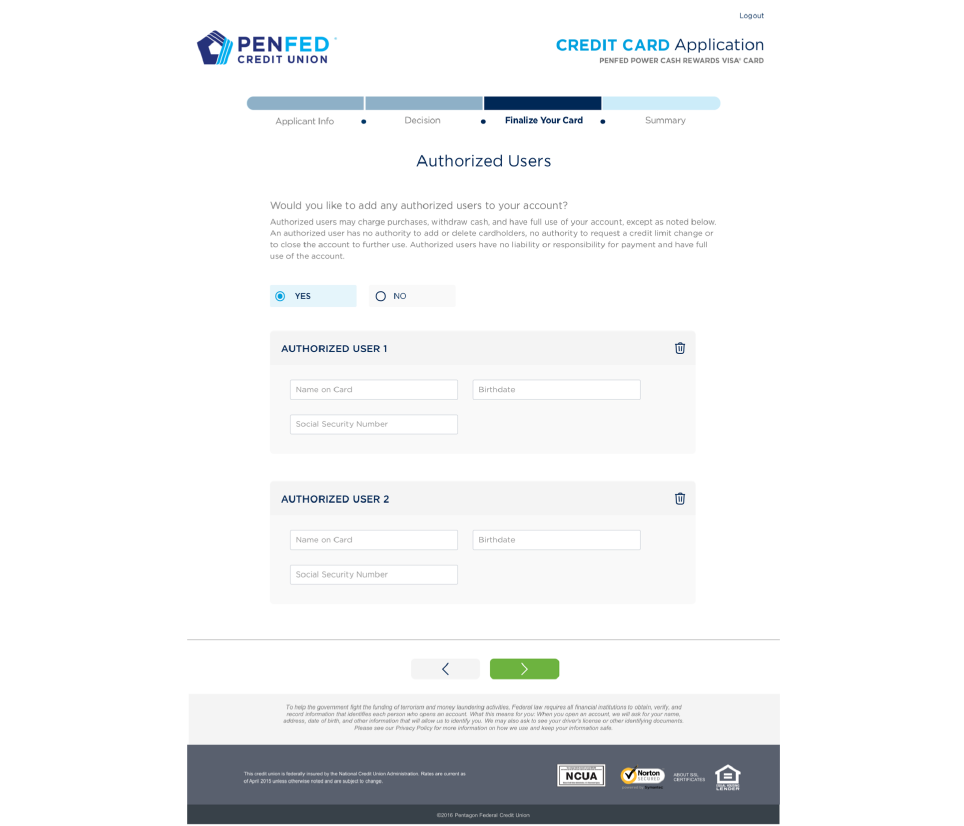 Logout
PENFED
CREDIT UNION
CREDIT CARD Application
PENFED POWER CASH REWARDS VISA® CARD
Applicant Info
Decision
Finalize Your Card
Summary
Authorized Users
Would you like to add any authorized users to your account?
Authorized users may charge purchases, withdraw cash, and have full use of your account, except as noted below.
An authorized user has no authority to add or delete cardholders, no authority to request a credit limit change or
to close the account to further use. Authorized users have no liability or responsibility for payment and have full
use of the account.
YES
NO
AUTHORIZED USER 1
Name on Card
Birthdate
Social Security Number
AUTHORIZED USER 2
Name on Card
Birthdate
Social Security Number
To help the government fight the funding of terrorism and money laundering activities, Federal law requires all financial institutions to obtain, verify, and
record information that identifies each person who opens an account. What this means for you: When you open an account, we will ask for your name,
address, date of birth, and other information that will allow us to identify you. We may also ask to see your driver's license or other identifying documents.
Please see our Privacy Policy for more information on how we use and keep your information safe.
This credit union is federally insured by the National Credit Union Administration. Rates are current as
of April 2015 unless otherwise noted and are subject to change.
NCUA
Norton
SECURED
powered by Symantec
ABOUT SSL
CERTIFICATES
LENDER
©2016 Pentagon Federal Credit Union